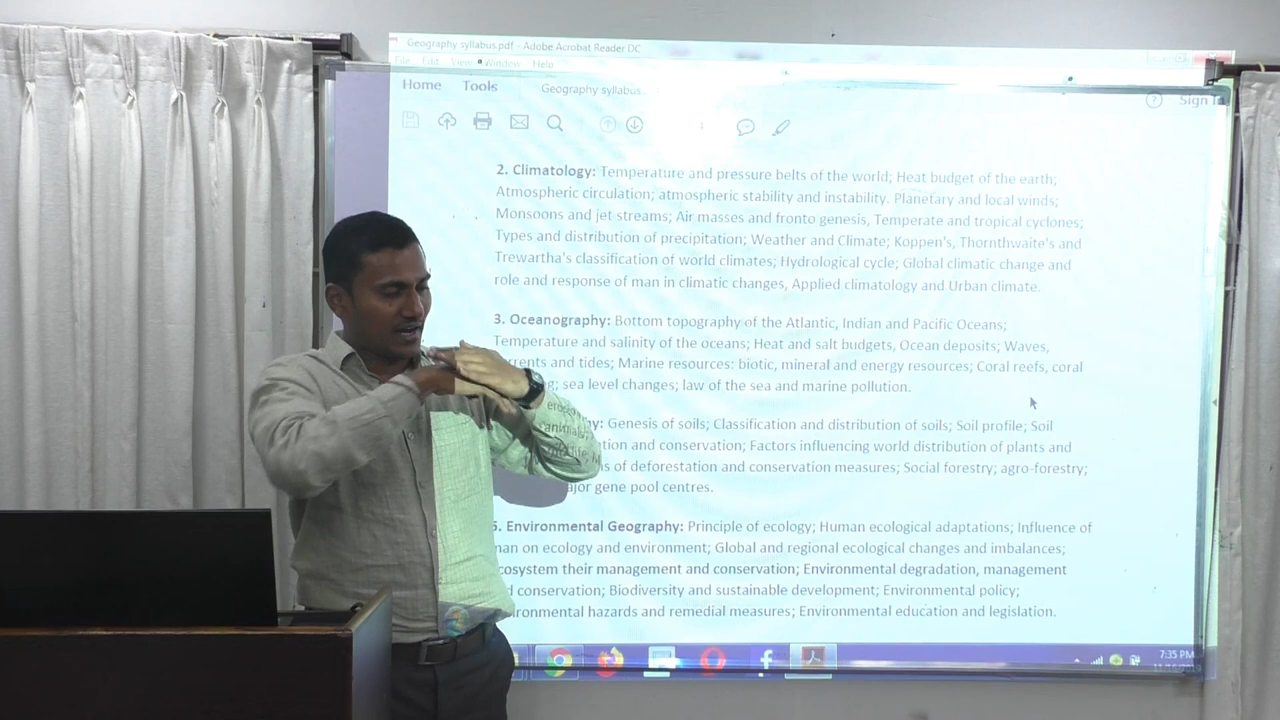 Geography syllabus.pdf - Adobe Acrobat Reader DC
File Edit View Window Help
Home Tools Geography syllabus...
Sign In
2. Climatology: Temperature and pressure belts of the world; Heat budget of the earth;
Atmospheric circulation; atmospheric stability and instability. Planetary and local winds;
Monsoons and jet streams; Air masses and fronto genesis, Temperate and tropical cyclones;
Types and distribution of precipitation; Weather and Climate; Koppen's, Thornthwaite's and
Trewartha's classification of world climates; Hydrological cycle; Global climatic change and
role and response of man in climatic changes, Applied climatology and Urban climate.
3. Oceanography: Bottom topography of the Atlantic, Indian and Pacific Oceans;
Temperature and salinity of the oceans; Heat and salt budgets, Ocean deposits; Waves,
currents and tides; Marine resources: biotic, mineral and energy resources; Coral reefs, coral
sea level changes; law of the sea and marine pollution.
Genesis of soils; Classification and distribution of soils; Soil profile; Soil
and conservation; Factors influencing world distribution of plants and
of deforestation and conservation measures; Social forestry; agro-forestry;
gene pool centres.
5. Environmental Geography: Principle of ecology; Human ecological adaptations; Influence of
man on ecology and environment; Global and regional ecological changes and imbalances;
Ecosystem their management and conservation; Environmental degradation, management
conservation; Biodiversity and sustainable development; Environmental policy;
Environmental hazards and remedial measures; Environmental education and legislation.
7:35 PM